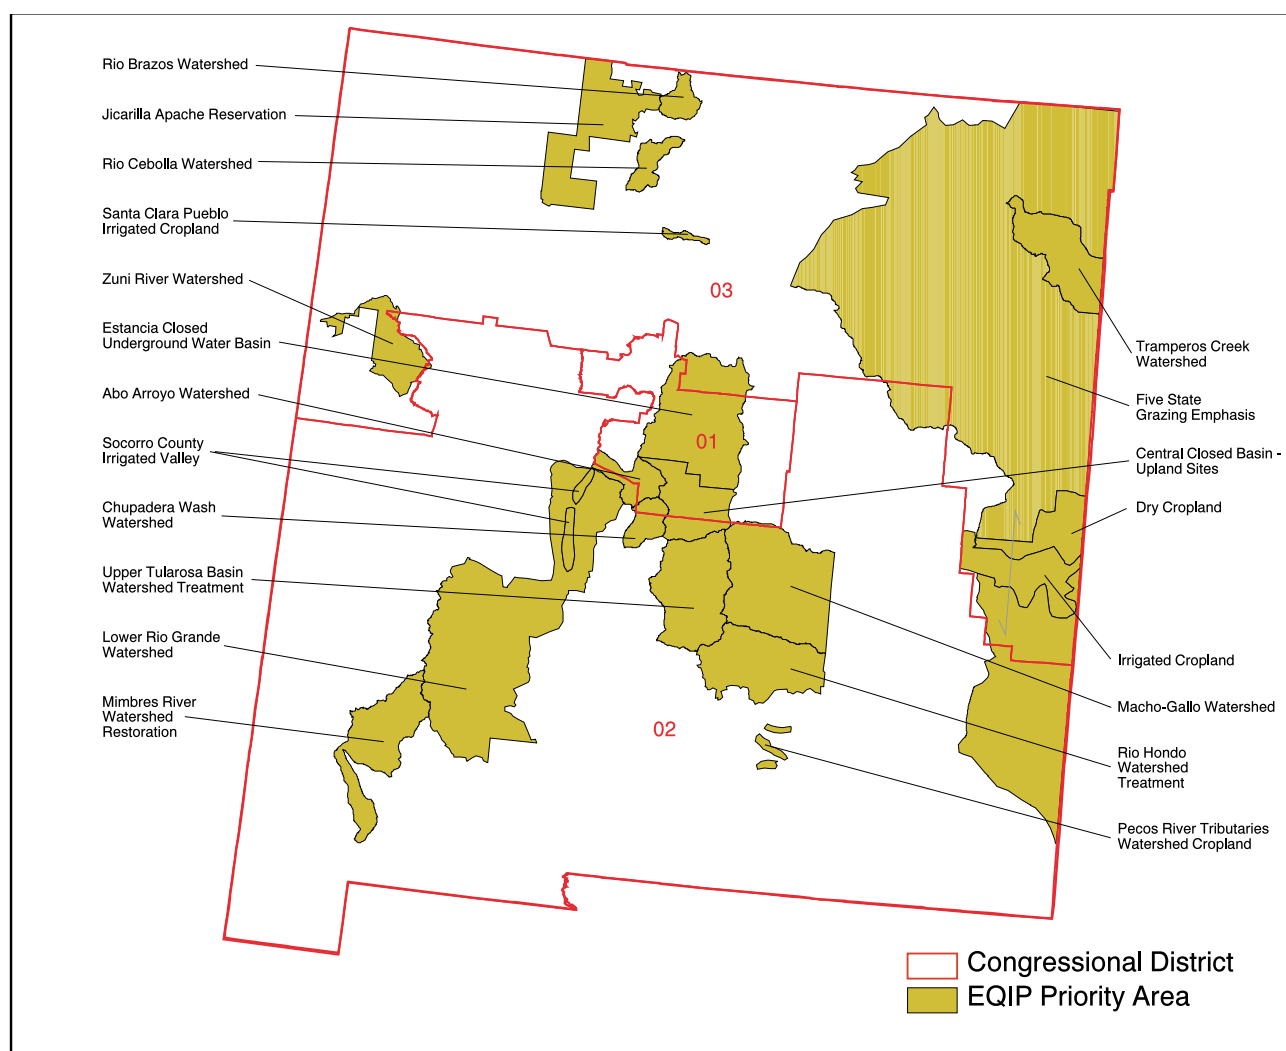 Rio Brazos Watershed
Jicarilla Apache Reservation
Rio Cebolla Watershed
Santa Clara Pueblo
Irrigated Cropland
Zuni River Watershed
Estancia Closed
Underground Water Basin
Abo Arroyo Watershed
Socorro County
Irrigated Valley
Chupadera Wash
Watershed
Upper Tularosa Basin
Watershed Treatment
Lower Rio Grande
Watershed
Mimbres River
Watershed
Restoration
03
01
02
Tramperos Creek
Watershed
Five State
Grazing Emphasis
Central Closed Basin -
Upland Sites
Dry Cropland
Irrigated Cropland
Macho-Gallo Watershed
Rio Hondo
Watershed
Treatment
Pecos River Tributaries
Watershed Cropland
Congressional District
EQIP Priority Area